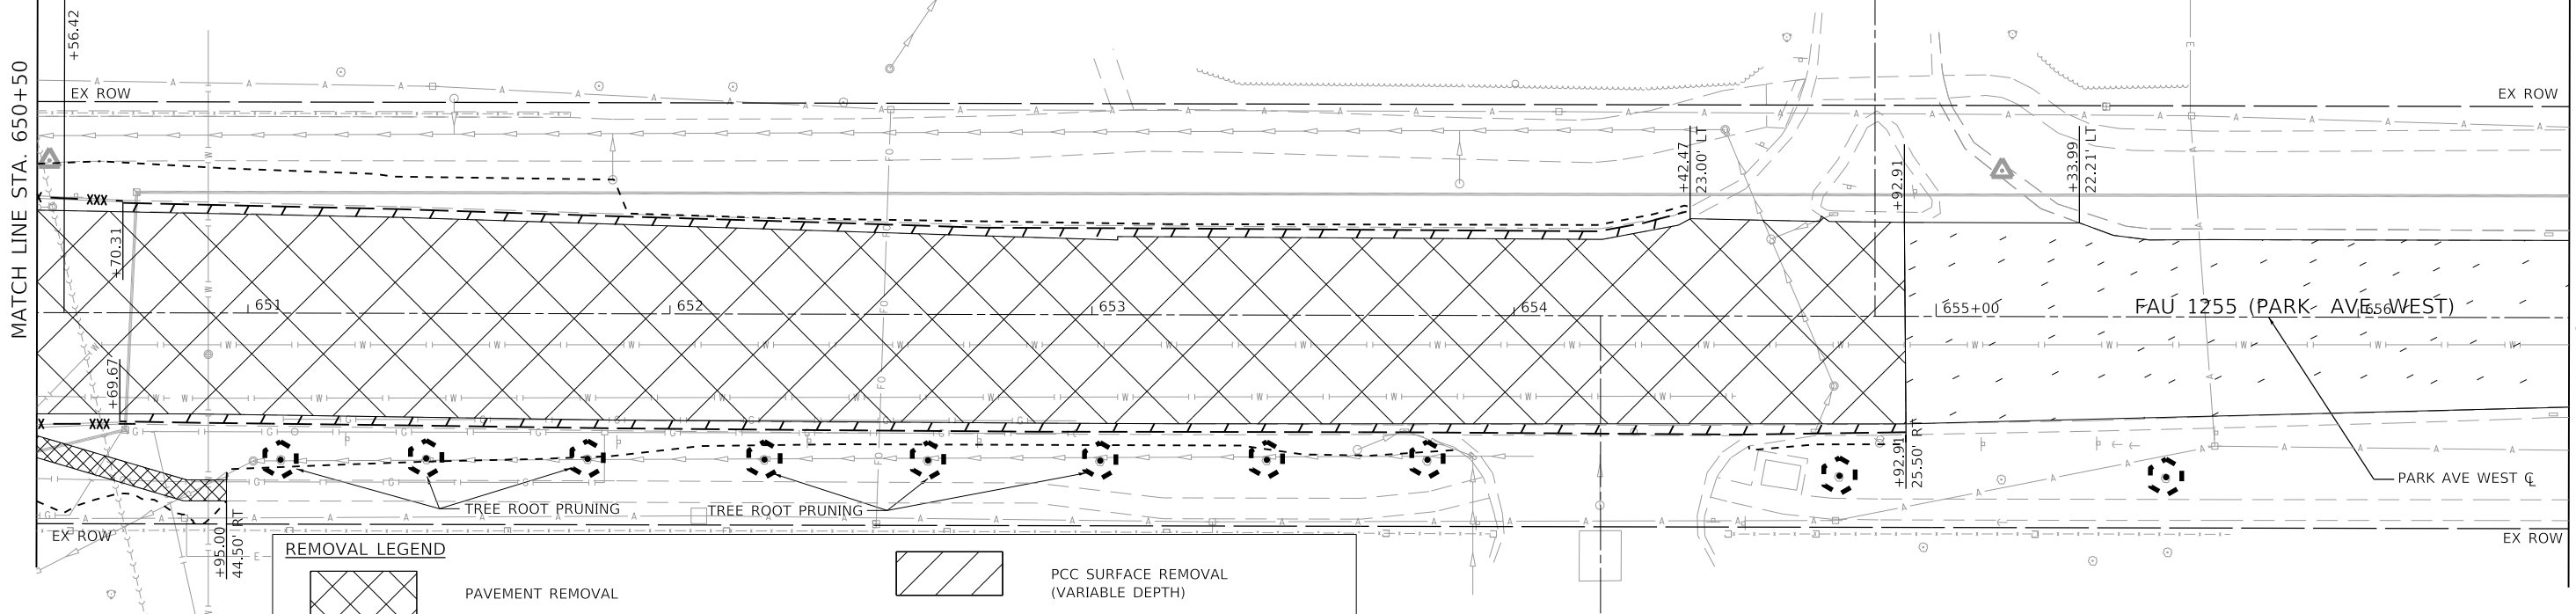 MATCH LINE STA. 650+50
+56.42
EX ROW
EX ROW
XXX
+70.31
+42.47
23.00' LT
+92.91
+33.99
22.21' LT
651
652
653
654
655+00
656
FAU 1255 (PARK AVE. WEST)
+69.67
XXX
TREE ROOT PRUNING
TREE ROOT PRUNING
+92.91
25.50' RT
PARK AVE WEST ℄
EX ROW
+95.00
44.50' RT
EX ROW
REMOVAL LEGEND
PAVEMENT REMOVAL
PCC SURFACE REMOVAL
(VARIABLE DEPTH)